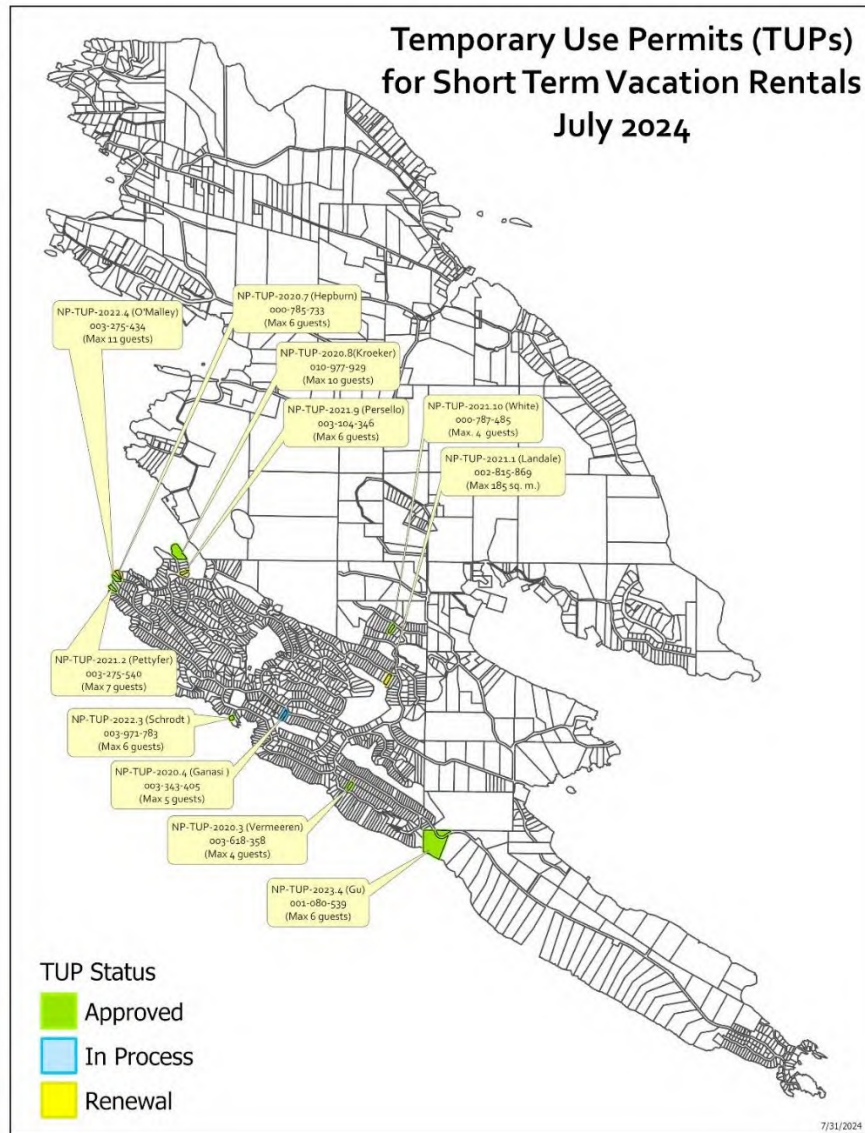 Temporary Use Permits (TUPs)
for Short Term Vacation Rentals
July 2024
NP-TUP-2022.4 (O'Malley)
003-275-434
(Max 11 guests)
NP-TUP-2020.7 (Hepburn)
000-785-733
(Max 6 guests)
NP-TUP-2020.8(Kroeker)
010-977-929
(Max 10 guests)
NP-TUP-2021.9 (Persello)
003-104-346
(Max 6 guests)
NP-TUP-2021.10 (White)
000-787-485
(Max. 4 guests)
NP-TUP-2021.1 (Landale)
002-815-869
(Max 185 sq. m.)
NP-TUP-2021.2 (Pettyfer)
003-275-540
(Max 7 guests)
NP-TUP-2022.3 (Schrodt )
003-971-783
(Max 6 guests)
NP-TUP-2020.4 (Ganasi )
003-343-405
(Max 5 guests)
NP-TUP-2020.3 (Vermeeren)
003-618-358
(Max 4 guests)
NP-TUP-2023.4 (Gu)
001-080-539
(Max 6 guests)
TUP Status
Approved
In Process
Renewal
7/31/2024